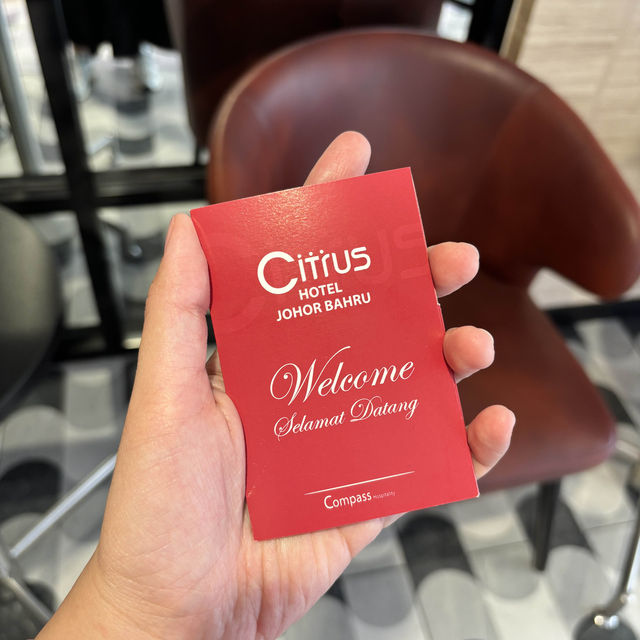 Citrus
HOTEL
JOHOR BAHRU
Welcome
Selamat Datang
Compass Hospitality